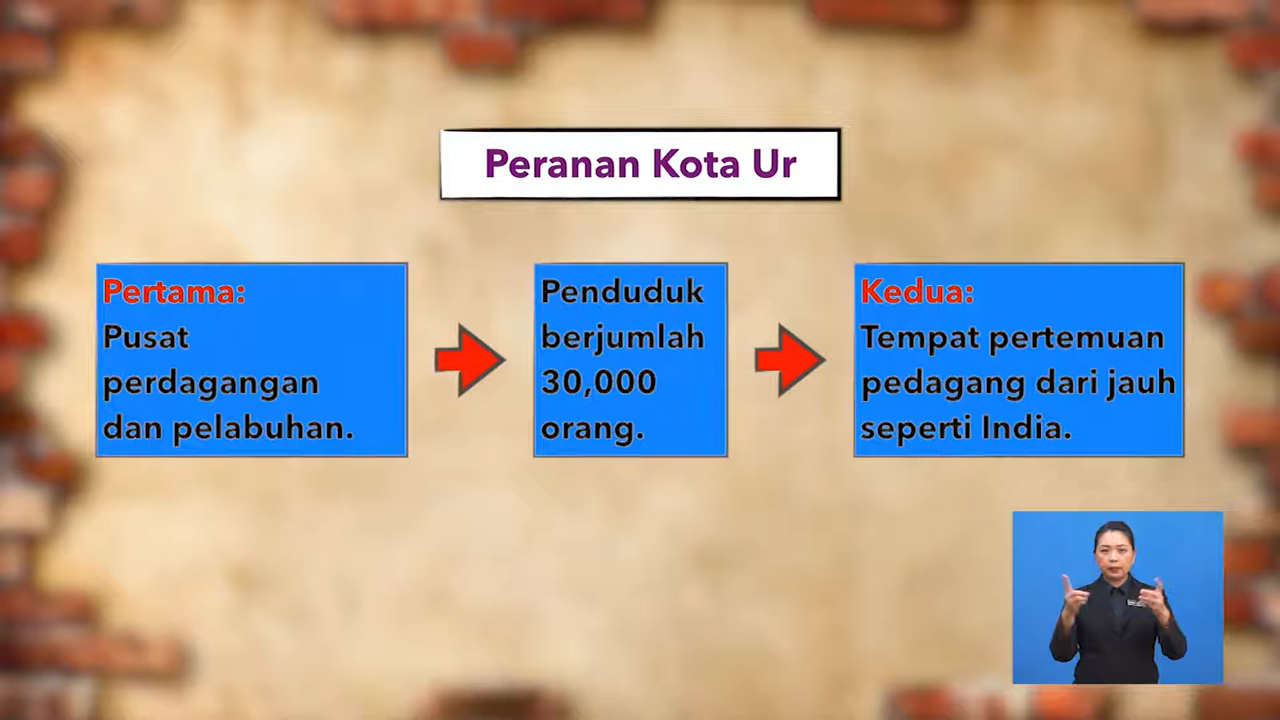 Peranan Kota Ur
Pertama:
Pusat
perdagangan
dan pelabuhan.
Penduduk
berjumlah
30,000
orang.
Kedua:
Tempat pertemuan
pedagang dari jauh
seperti India.